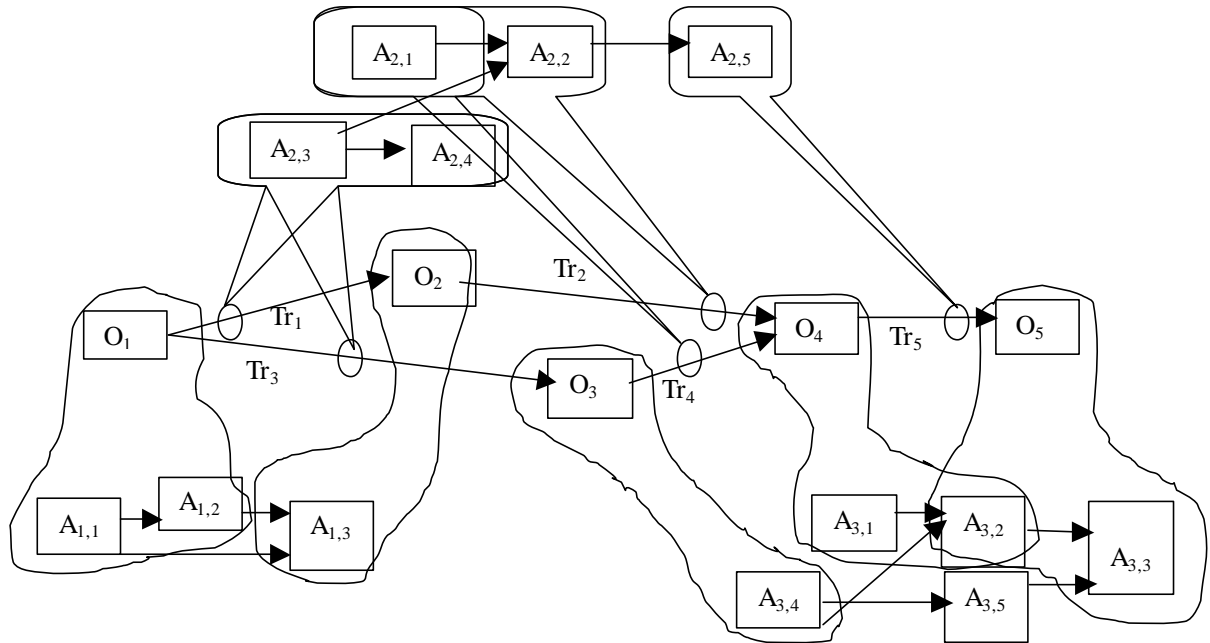 A2,1 A2,2 A2,5
A2,3 A2,4
O2 Tr2
O1 Tr1 O4 Tr5 O5
Tr3 O3 Tr4
A1,1 A1,2 A1,3 A3,1 A3,2 A3,3
A3,4 A3,5